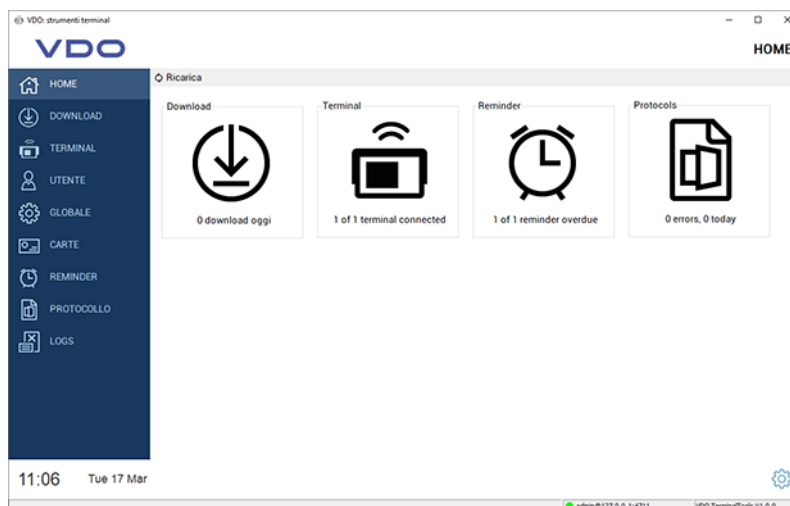 VDO: strumenti terminal
VDO
HOME
HOME
DOWNLOAD
TERMINAL
UTENTE
GLOBALE
CARTE
REMINDER
PROTOCOLLO
LOGS
Ricarica
Download
0 download oggi
Terminal
1 of 1 terminal connected
Reminder
1 of 1 reminder overdue
Protocols
0 errors, 0 today
11:06 Tue 17 Mar